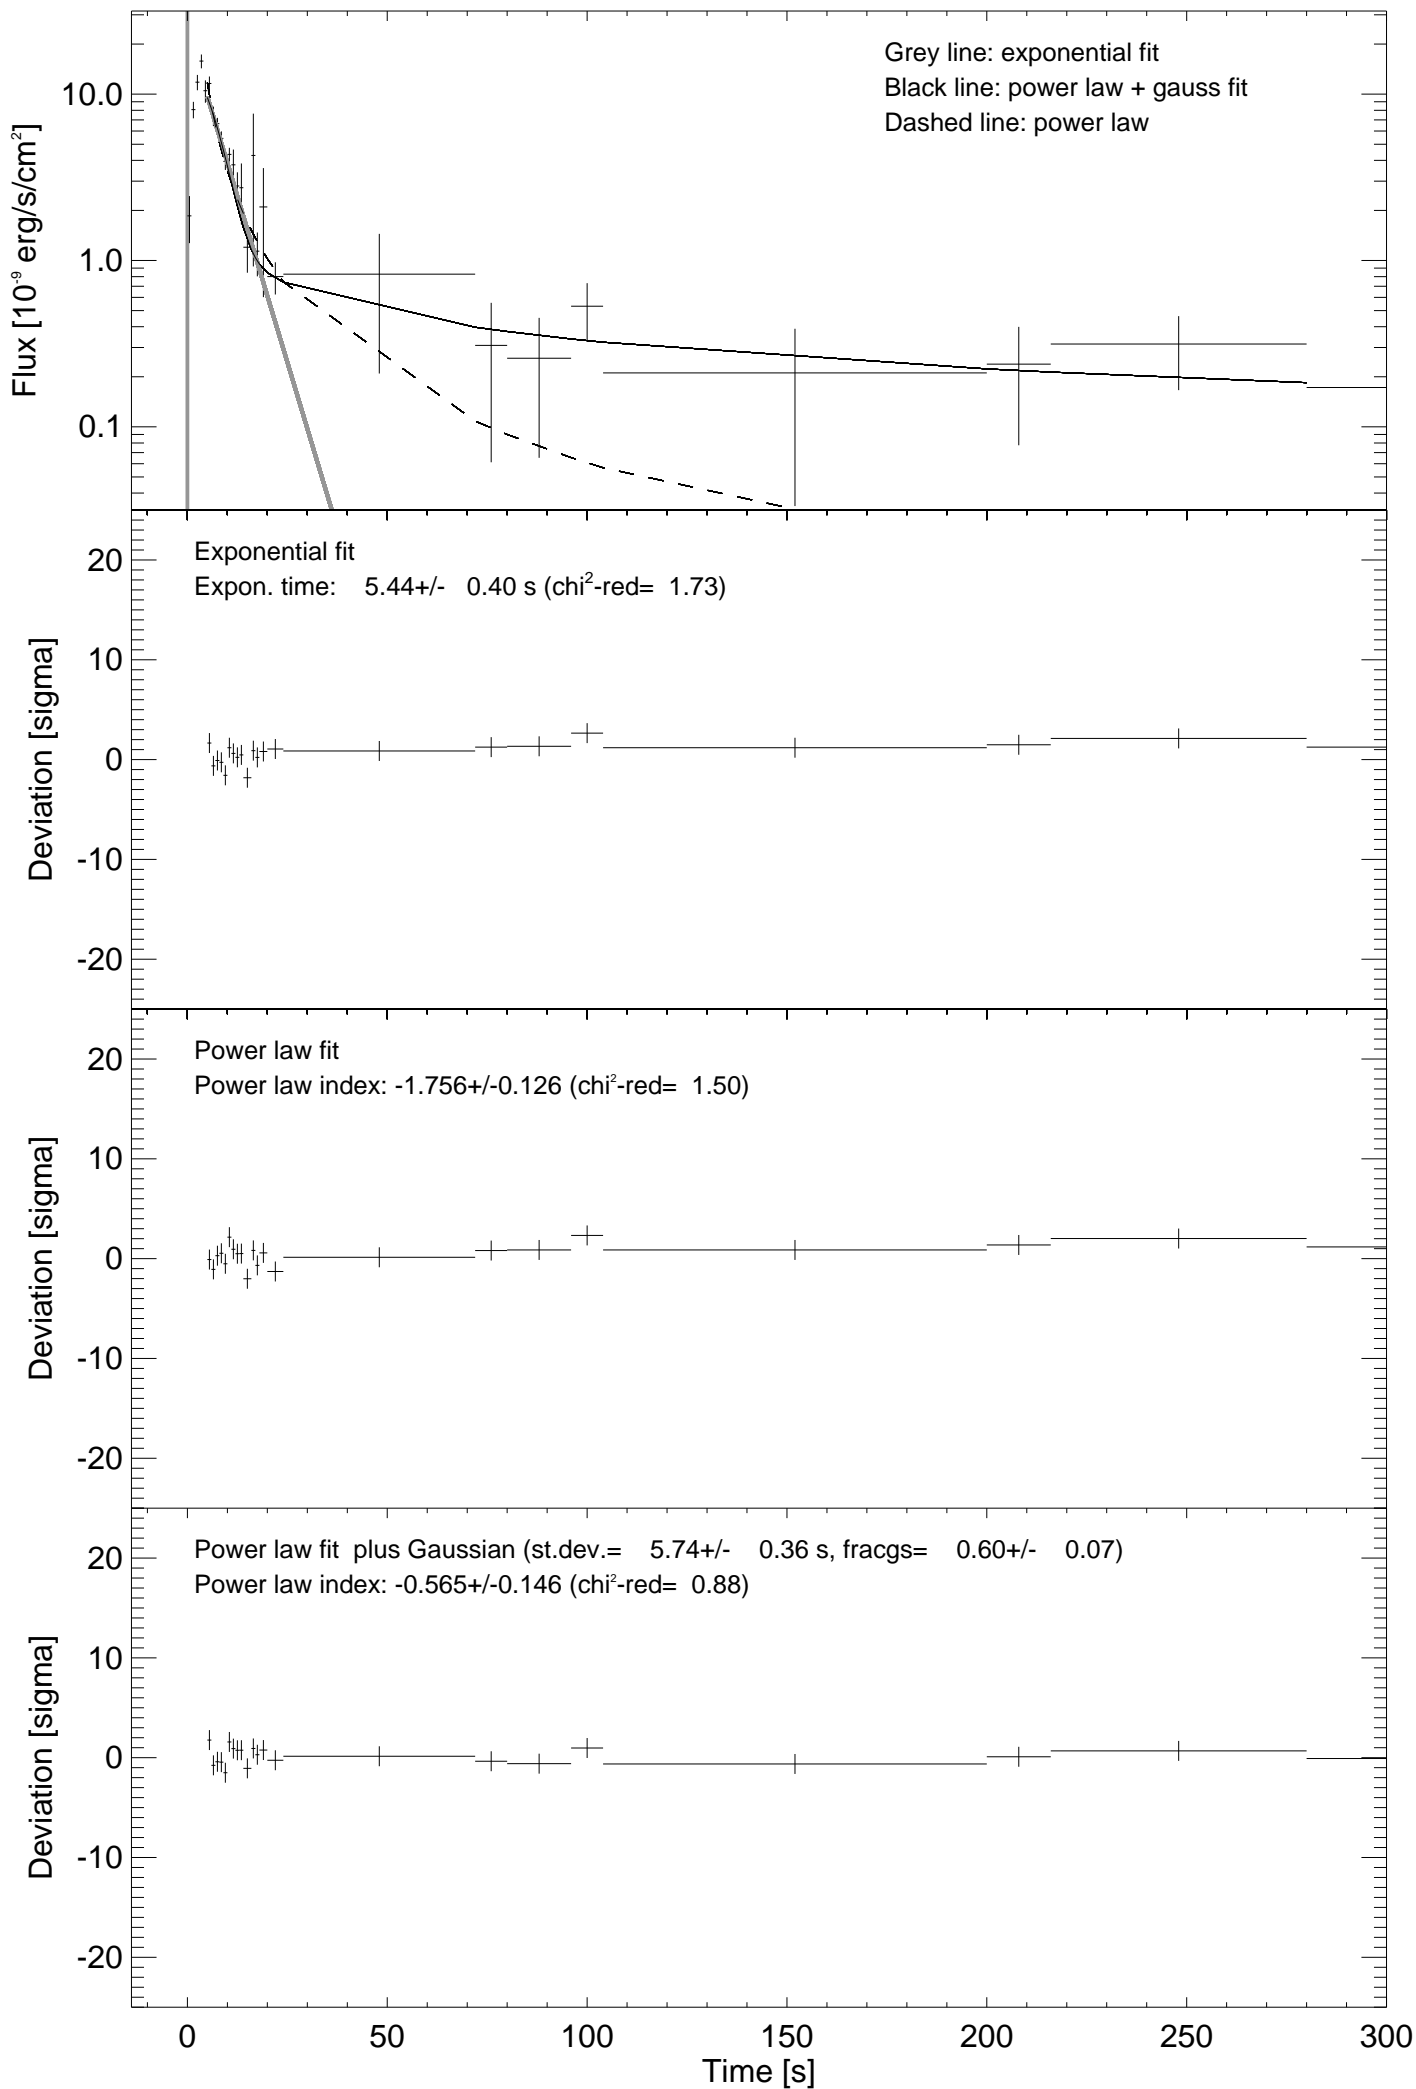 Grey line: exponential fit
Black line: power law + gauss fit
Dashed line: power law
Flux [10⁻⁹ erg/s/cm²]
10.0
1.0
0.1
Exponential fit
Expon. time: 5.44+/- 0.40 s (chi²-red= 1.73)
Deviation [sigma]
20
10
0
-10
-20
Power law fit
Power law index: -1.756+/-0.126 (chi²-red= 1.50)
Deviation [sigma]
20
10
0
-10
-20
Power law fit plus Gaussian (st.dev.= 5.74+/- 0.36 s, fracgs= 0.60+/- 0.07)
Power law index: -0.565+/-0.146 (chi²-red= 0.88)
Deviation [sigma]
20
10
0
-10
-20
0 50 100 150 200 250 300
Time [s]